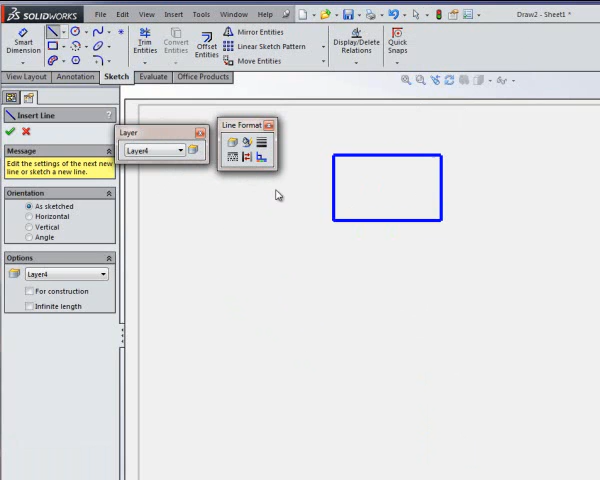 SOLIDWORKS File Edit View Insert Tools Window Help Draw2 - Sheet1 *
Smart Dimension
Trim Entities
Convert Entities
Offset Entities
Mirror Entities
Linear Sketch Pattern
Move Entities
Display/Delete Relations
Quick Snaps
View Layout Annotation Sketch Evaluate Office Products
Insert Line ?
Message
Edit the settings of the next new line or sketch a new line.
Orientation
As sketched
Horizontal
Vertical
Angle
Options
Layer4
For construction
Infinite length
Layer
Layer4
Line Format